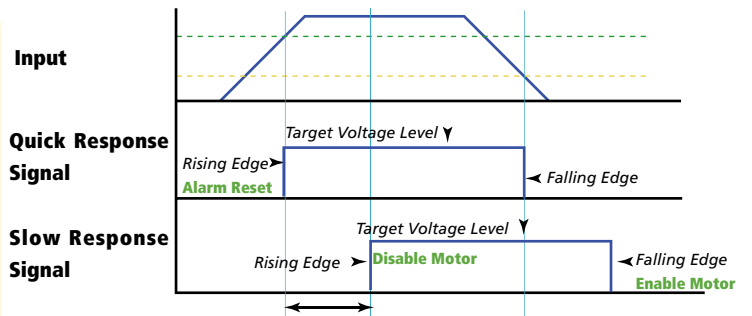 Input
Quick Response
Signal
Target Voltage Level
Rising Edge
Alarm Reset
Falling Edge
Slow Response
Signal
Target Voltage Level
Rising Edge
Disable Motor
Falling Edge
Enable Motor